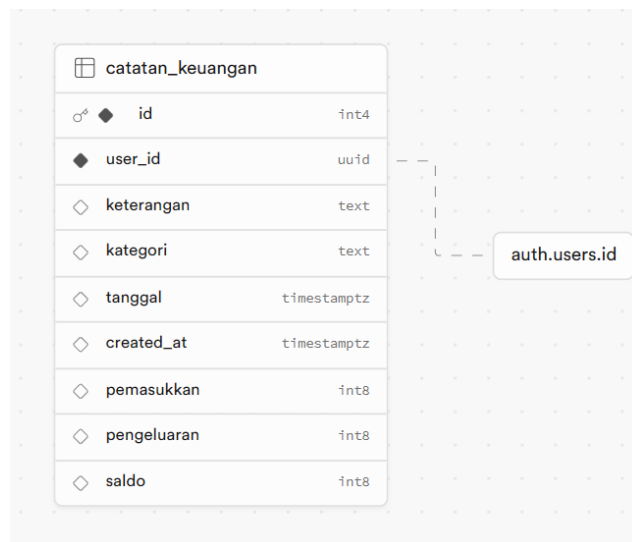 catatan_keuangan
id int4
user_id uuid
keterangan text
kategori text
auth.users.id
tanggal timestamptz
created_at timestamptz
pemasukkan int8
pengeluaran int8
saldo int8